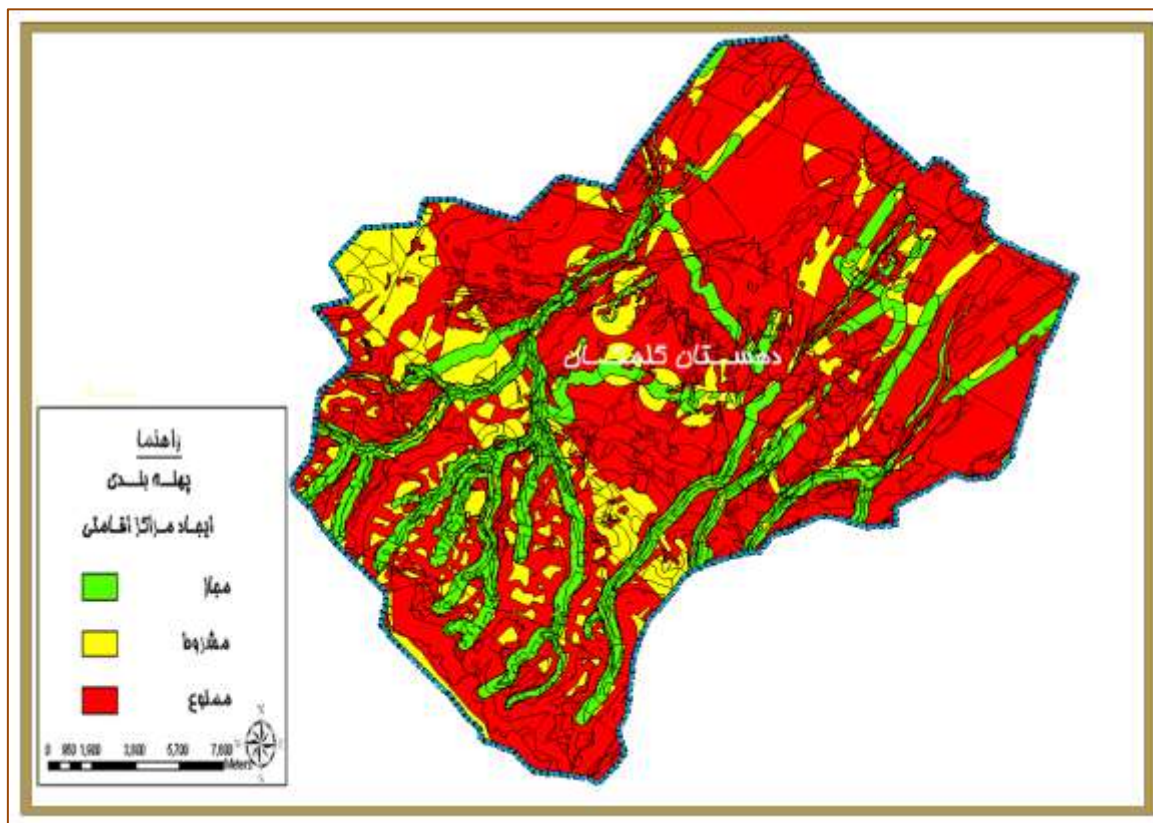 دهستان گلمکان
راهنما
پهنه بندی
ایجاد مراکز اقامتی
مجاز
مشروط
ممنوع
0 950 1,900 3,800 5,700 7,600
Meters